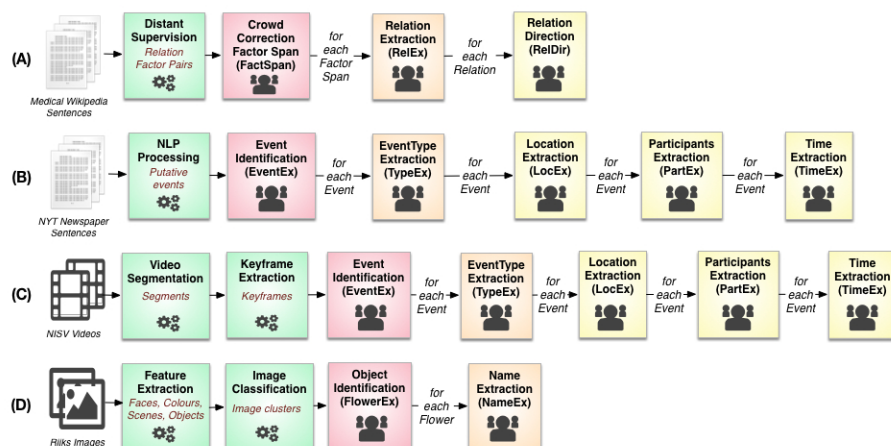 (A)
Medical Wikipedia
Sentences
Distant
Supervision
Relation
Factor Pairs
Crowd
Correction
Factor Span
(FactSpan)
for
each
Factor
Span
Relation
Extraction
(RelEx)
for
each
Relation
Relation
Direction
(RelDir)
(B)
NYT Newspaper
Sentences
NLP
Processing
Putative
events
Event
Identification
(EventEx)
for
each
Event
EventType
Extraction
(TypeEx)
for
each
Event
Location
Extraction
(LocEx)
for
each
Event
Participants
Extraction
(PartEx)
for
each
Event
Time
Extraction
(TimeEx)
(C)
NISV Videos
Video
Segmentation
Segments
Keyframe
Extraction
Keyframes
Event
Identification
(EventEx)
for
each
Event
EventType
Extraction
(TypeEx)
for
each
Event
Location
Extraction
(LocEx)
for
each
Event
Participants
Extraction
(PartEx)
for
each
Event
Time
Extraction
(TimeEx)
(D)
Rijks Images
Feature
Extraction
Faces, Colours,
Scenes, Objects
Image
Classification
Image clusters
Object
Identification
(FlowerEx)
for
each
Flower
Name
Extraction
(NameEx)